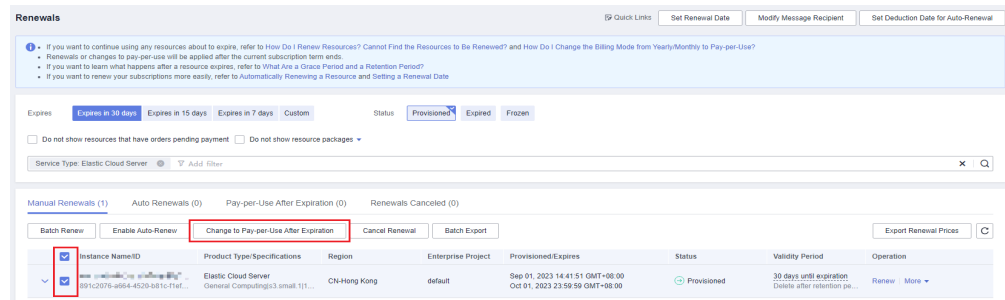 Renewals
Quick Links
Set Renewal Date
Modify Message Recipient
Set Deduction Date for Auto-Renewal
If you want to continue using any resources about to expire, refer to How Do I Renew Resources? Cannot Find the Resources to Be Renewed? and How Do I Change the Billing Mode from Yearly/Monthly to Pay-per-Use?
Renewals or changes to pay-per-use will be applied after the current subscription term ends.
If you want to learn what happens after a resource expires, refer to What Are a Grace Period and a Retention Period?
If you want to renew your subscriptions more easily, refer to Automatically Renewing a Resource and Setting a Renewal Date
Expires
Expires in 30 days
Expires in 15 days
Expires in 7 days
Custom
Status
Provisioned
Expired
Frozen
Do not show resources that have orders pending payment
Do not show resource packages
Service Type: Elastic Cloud Server
Add filter
Manual Renewals (1)
Auto Renewals (0)
Pay-per-Use After Expiration (0)
Renewals Canceled (0)
Batch Renew
Enable Auto-Renew
Change to Pay-per-Use After Expiration
Cancel Renewal
Batch Export
Export Renewal Prices
Instance Name/ID
Product Type/Specifications
Region
Enterprise Project
Provisioned/Expires
Status
Validity Period
Operation
Elastic Cloud Server
General Computing|s3.small.1|1...
CN-Hong Kong
default
Sep 01, 2023 14:41:51 GMT+08:00
Oct 01, 2023 23:59:59 GMT+08:00
Provisioned
30 days until expiration
Delete after retention pe...
Renew
More
891c2076-a664-4520-b81c-f1ef...